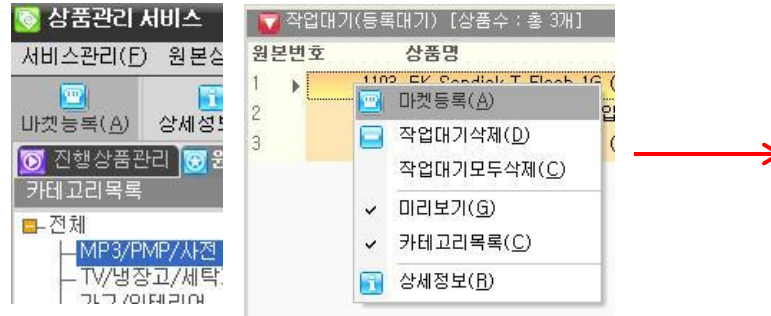 상품관리 서비스
서비스관리(F) 원본상
마켓등록(A) 상세
진행상품관리
카테고리목록
전체
MP3/PMP/사전
TV/냉장고/세탁
작업대기(등록대기) [상품수 : 총 3개]
원본번호 상품명
1
2
3
마켓등록(A)
작업대기삭제(D)
작업대기모두삭제(C)
미리보기(G)
카테고리목록(C)
상세정보(R)